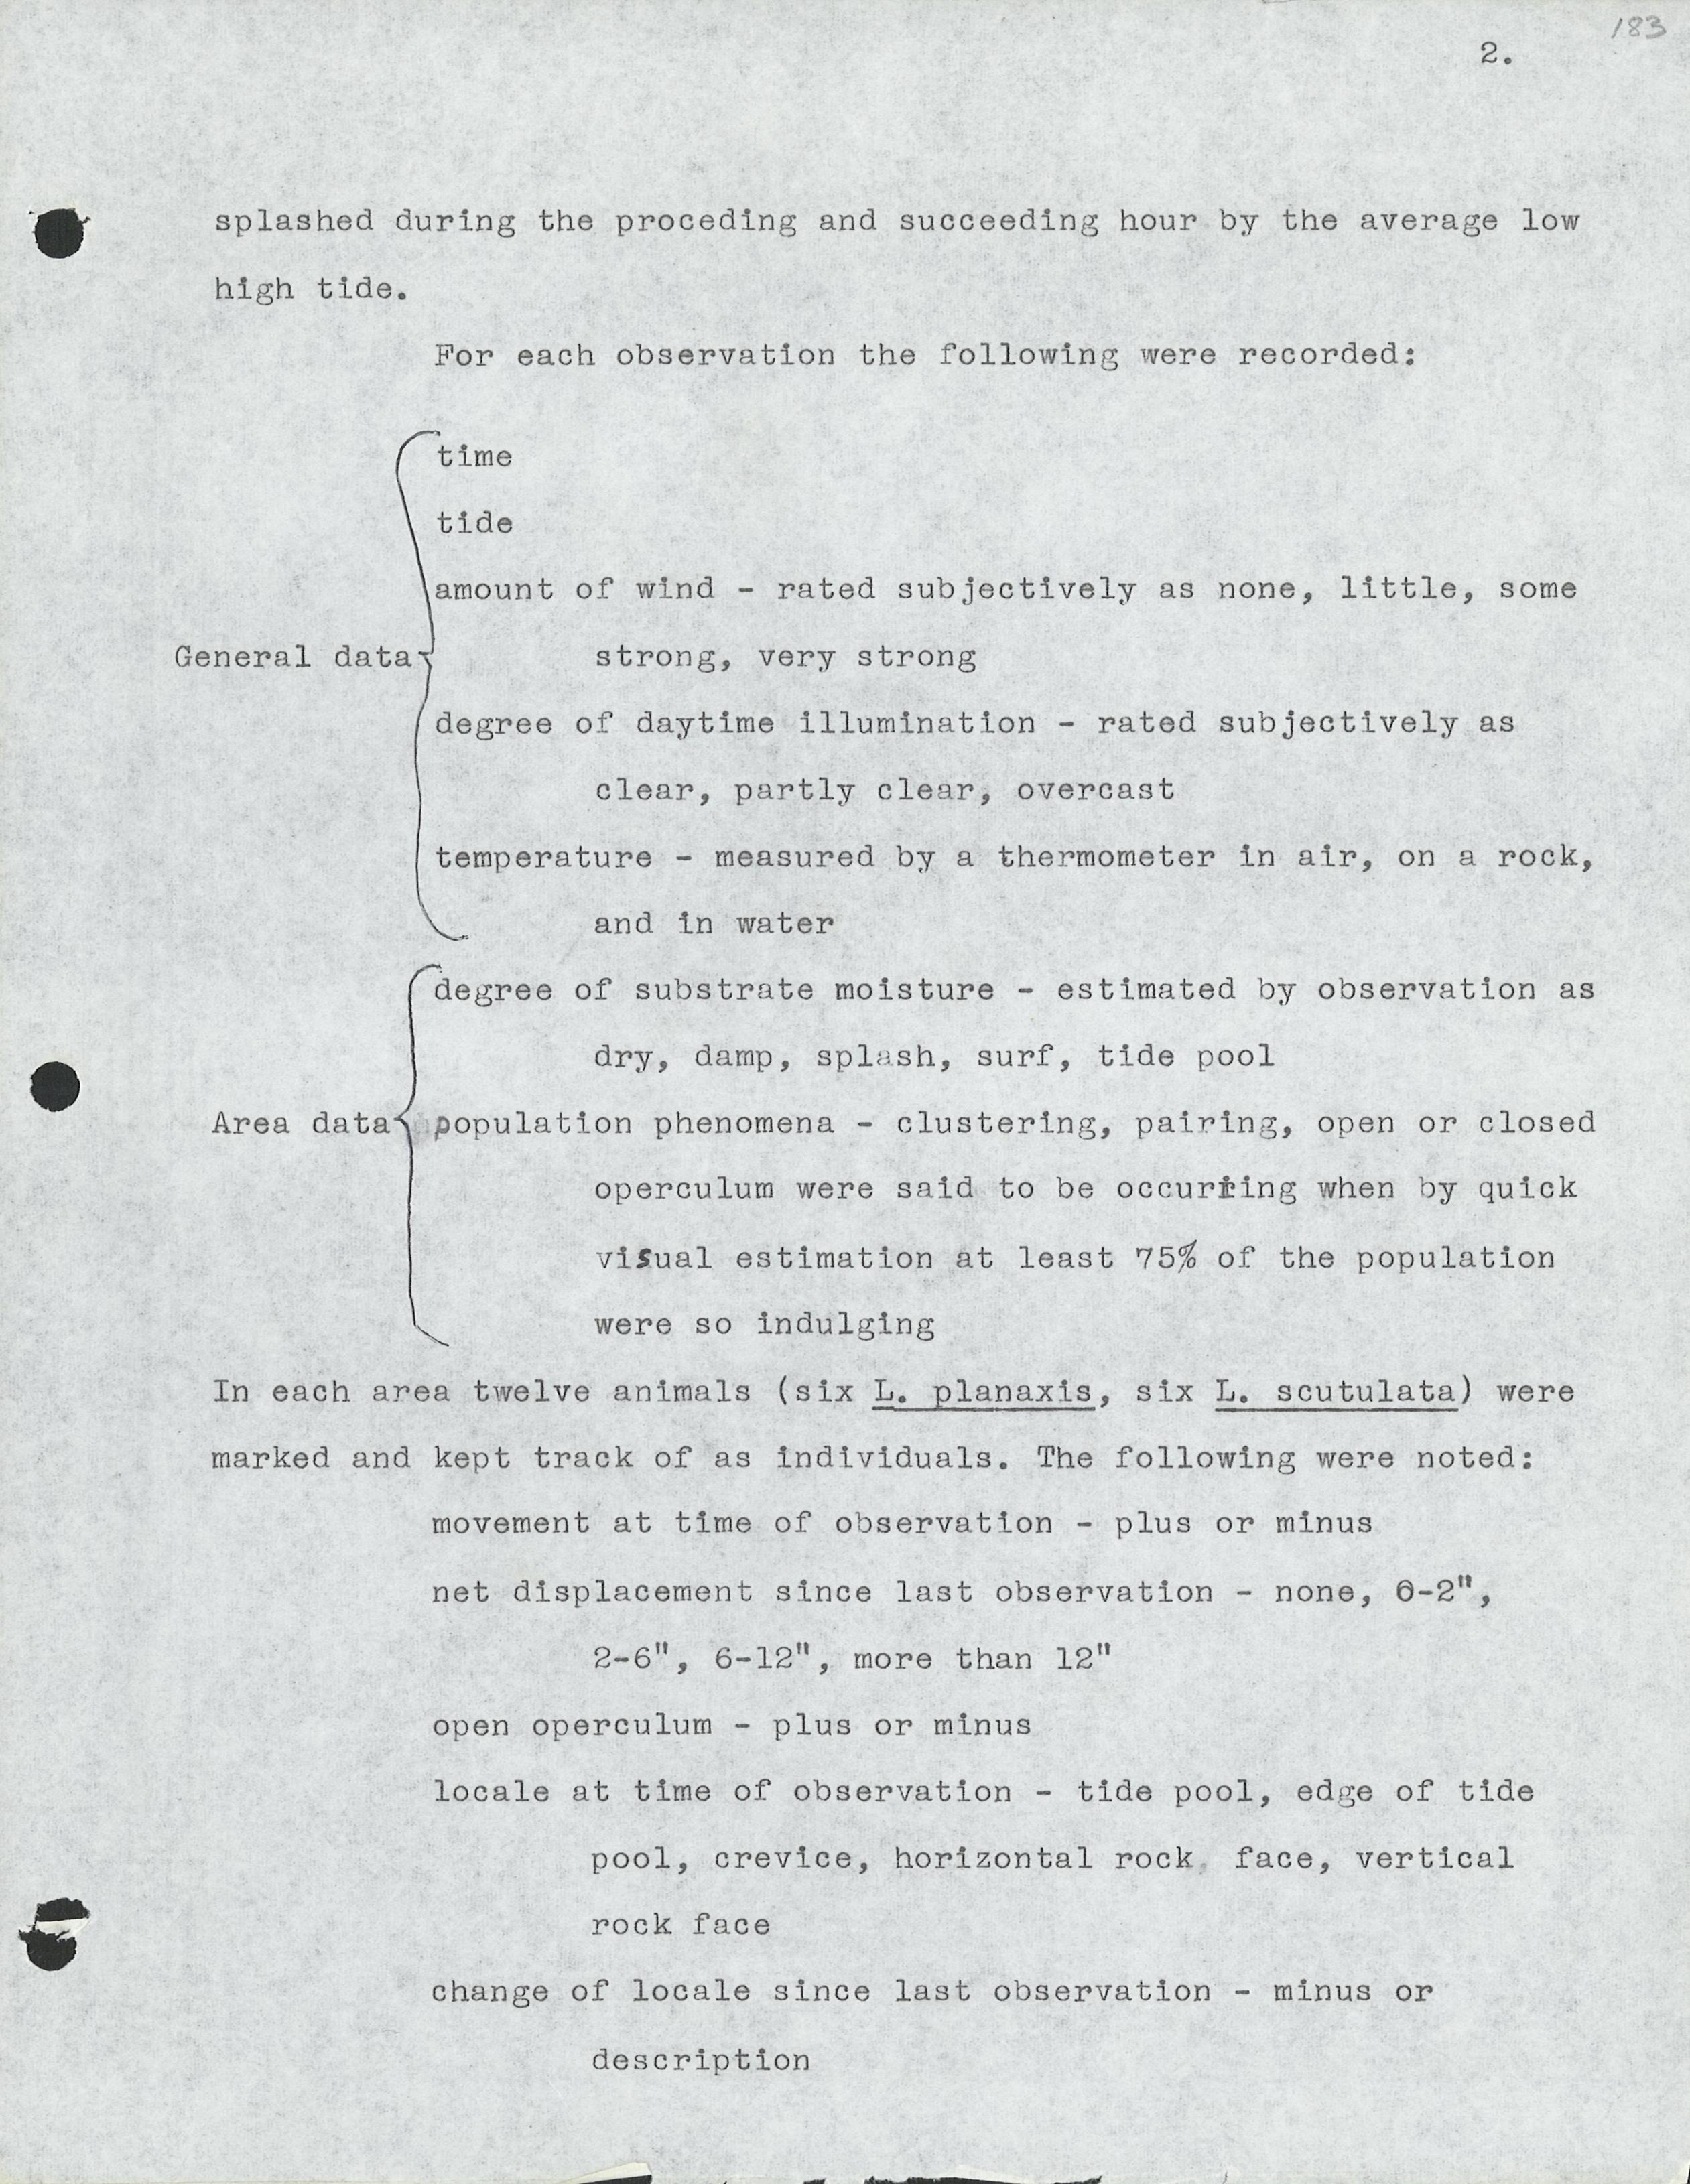 183
2.
splashed during the proceding and succeeding hour by the average low
high tide.
For each observation the following were recorded:
time
tide
amount of wind - rated subjectively as none, little, some
General data strong, very strong
degree of daytime illumination - rated subjectively as
clear, partly clear, overcast
temperature - measured by a thermometer in air, on a rock,
and in water
degree of substrate moisture - estimated by observation as
dry, damp, splash, surf, tide pool
Area data population phenomena - clustering, pairing, open or closed
operculum were said to be occurring when by quick
visual estimation at least 75% of the population
were so indulging
In each area twelve animals (six L. planaxis, six L. scutulata) were
marked and kept track of as individuals. The following were noted:
movement at time of observation - plus or minus
net displacement since last observation - none, 0-2",
2-6", 6-12", more than 12"
open operculum - plus or minus
locale at time of observation - tide pool, edge of tide
pool, crevice, horizontal rock face, vertical
rock face
change of locale since last observation - minus or
description